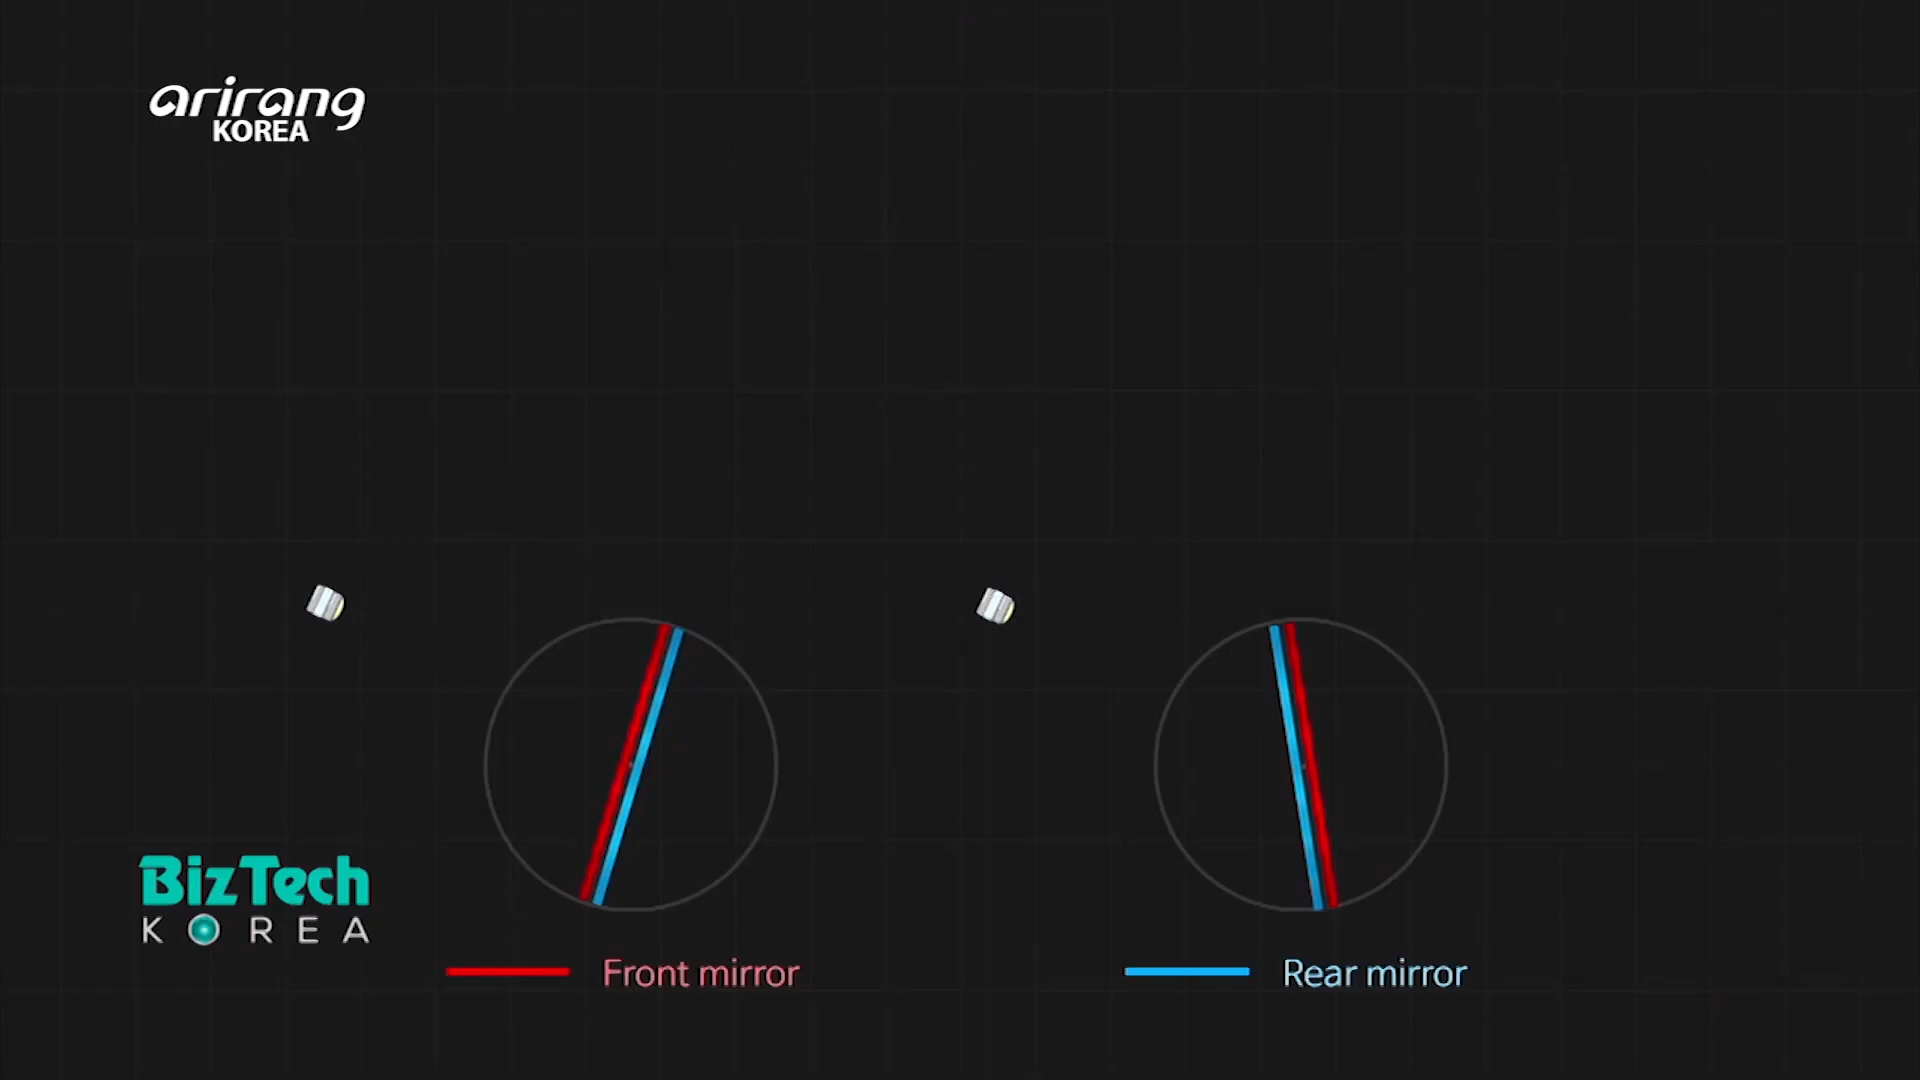 arirang
KOREA
BizTech
KOREA
Front mirror
Rear mirror